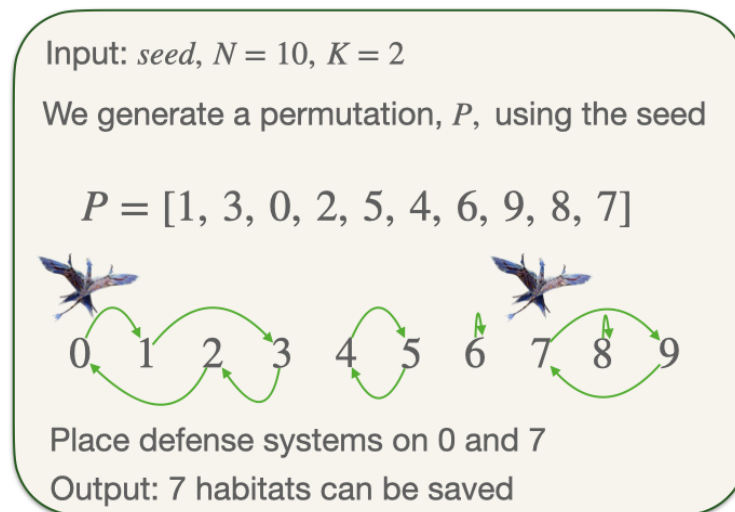 Input: seed, N = 10, K = 2
We generate a permutation, P, using the seed
P = [1, 3, 0, 2, 5, 4, 6, 9, 8, 7]
0 1 2 3 4 5 6 7 8 9
Place defense systems on 0 and 7
Output: 7 habitats can be saved